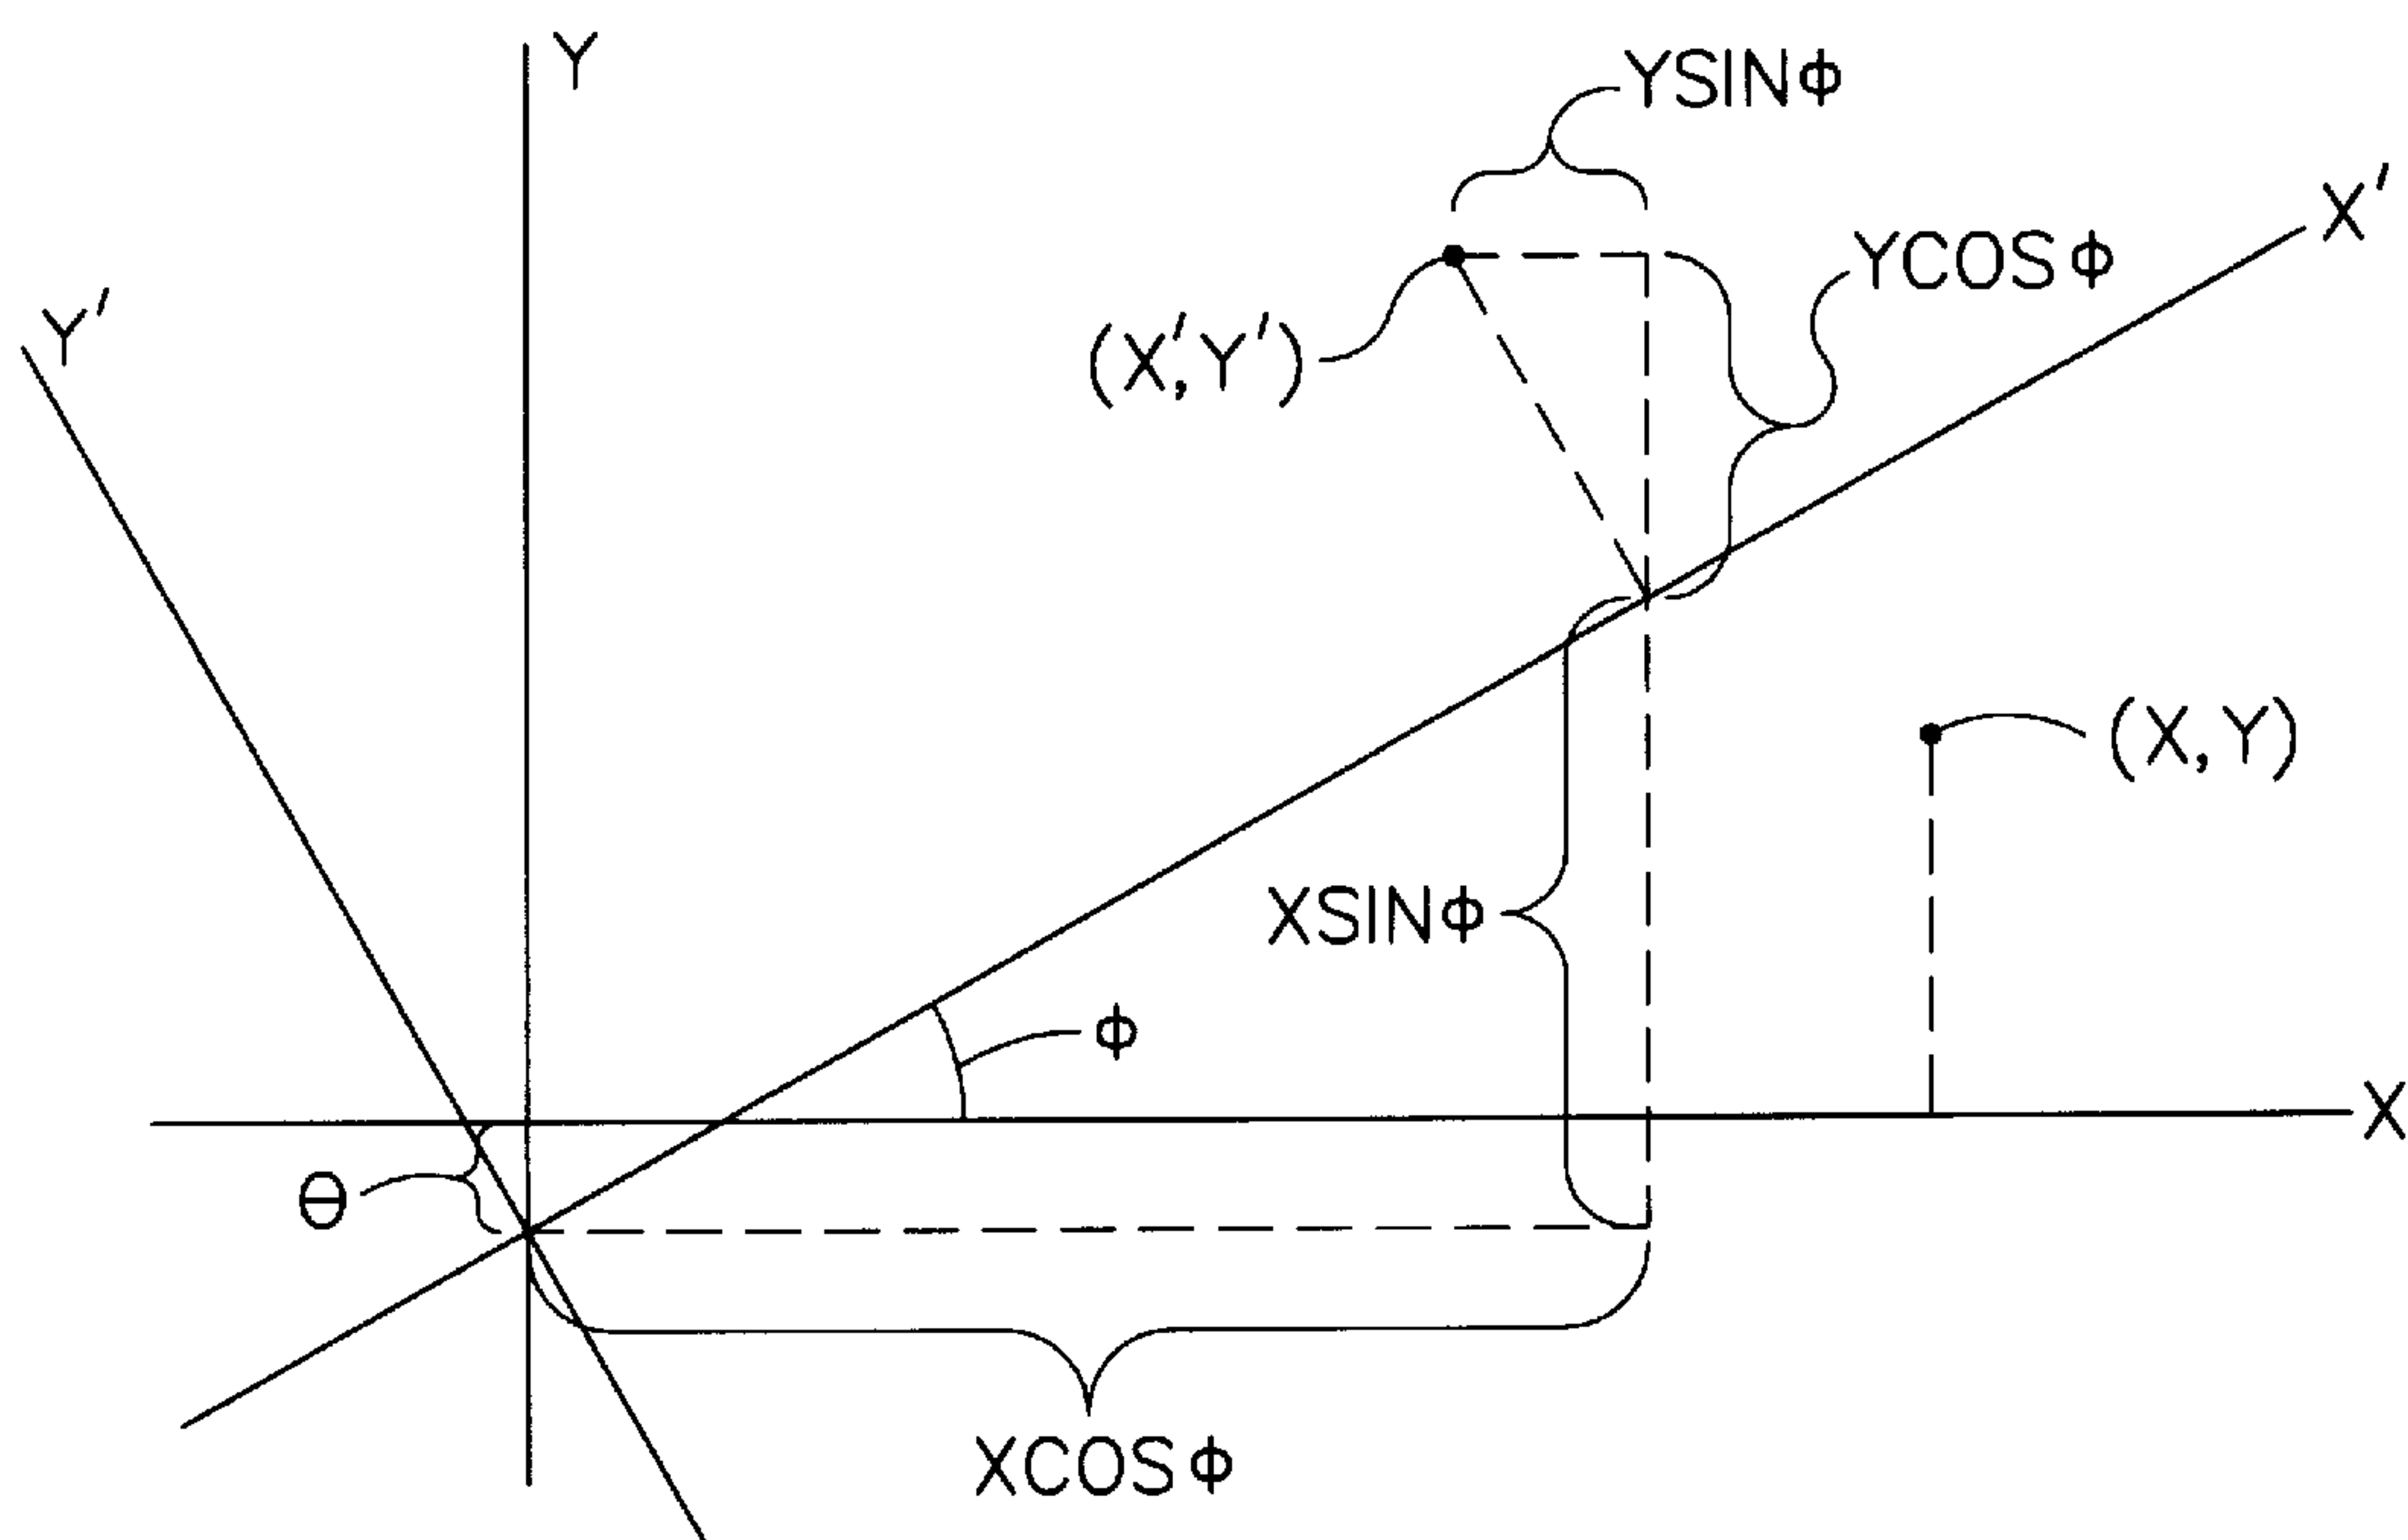 Y
YSINΦ
X'
YCOSΦ
Y'
(X',Y')
(X,Y)
XSINΦ
Φ
X
Θ
XCOSΦ